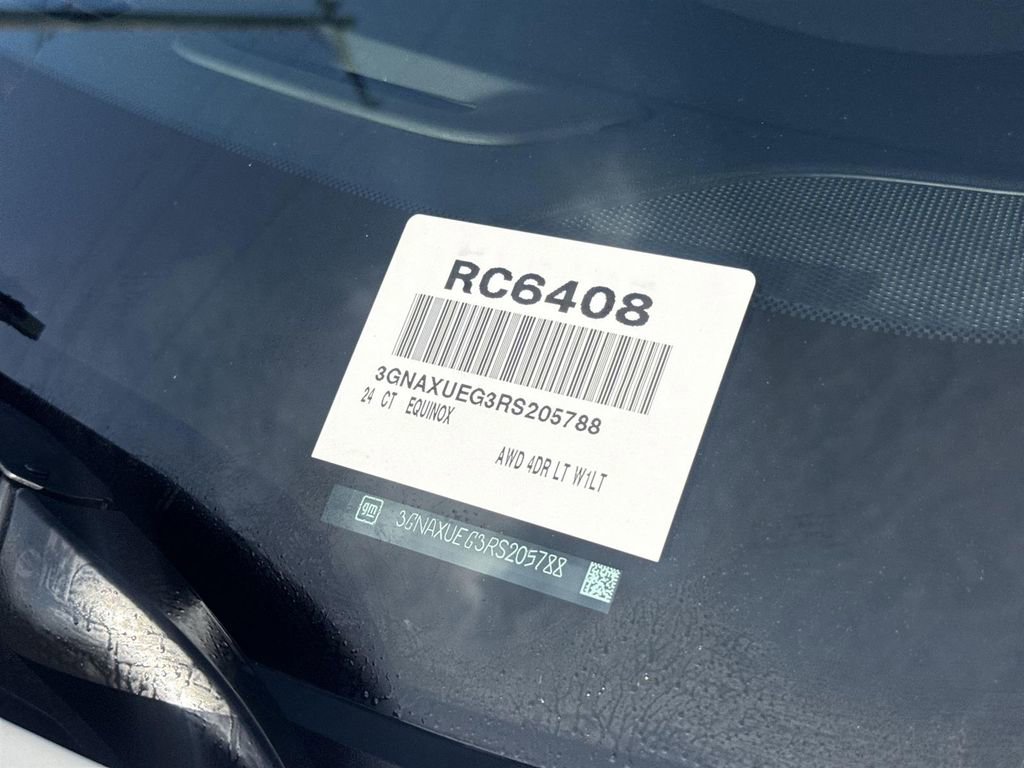 RC6408
3GNAXUEG3RS205788
24 CT EQUINOX
AWD 4DR LT W1LT
gm 3GNAXUEG3RS205788